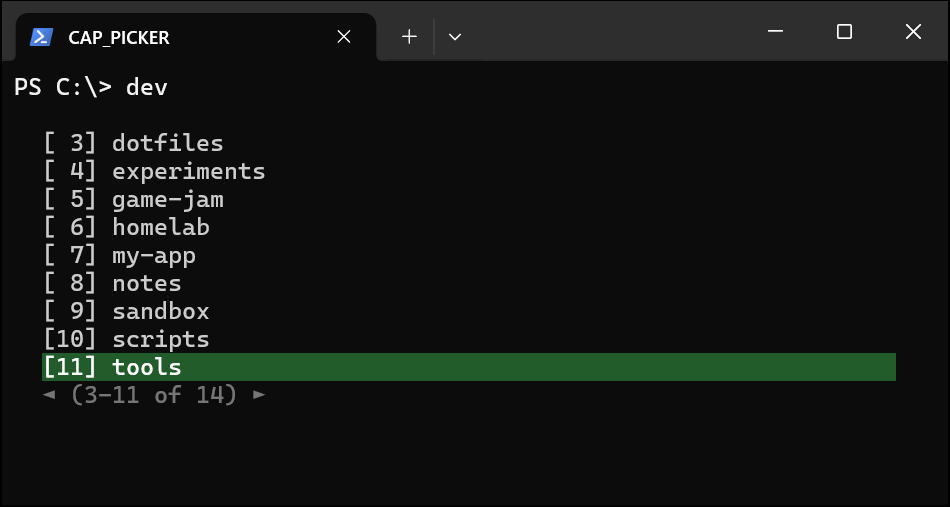 CAP_PICKER
PS C:\> dev
[ 3] dotfiles
[ 4] experiments
[ 5] game-jam
[ 6] homelab
[ 7] my-app
[ 8] notes
[ 9] sandbox
[10] scripts
[11] tools
◄ (3-11 of 14) ►